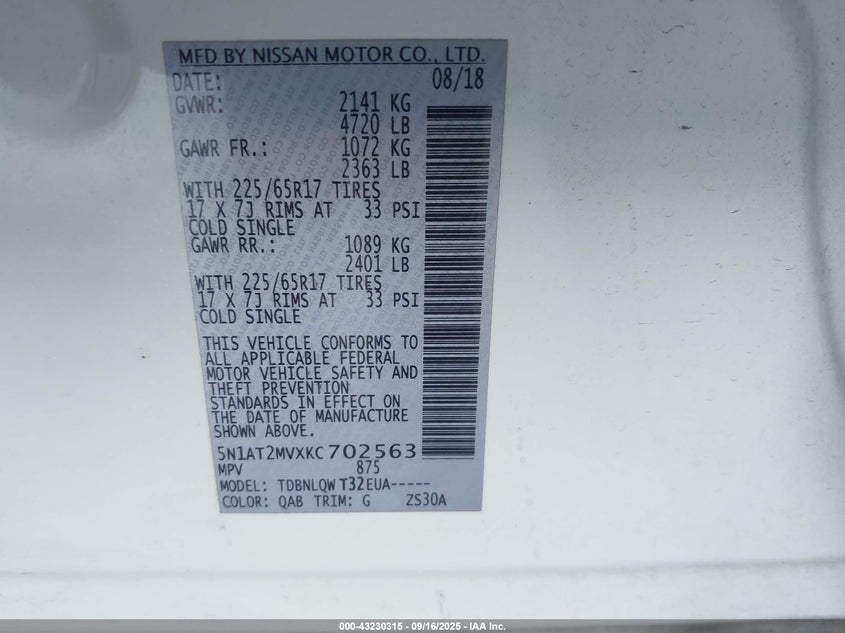 MFD BY NISSAN MOTOR CO., LTD.
DATE: 08/18
GVWR: 2141 KG
4720 LB
GAWR FR.: 1072 KG
2363 LB
WITH 225/65R17 TIRES
17 X 7J RIMS AT 33 PSI
COLD SINGLE
GAWR RR.: 1089 KG
2401 LB
WITH 225/65R17 TIRES
17 X 7J RIMS AT 33 PSI
COLD SINGLE
THIS VEHICLE CONFORMS TO
ALL APPLICABLE FEDERAL
MOTOR VEHICLE SAFETY AND
THEFT PREVENTION
STANDARDS IN EFFECT ON
THE DATE OF MANUFACTURE
SHOWN ABOVE.
5N1AT2MVXKC702563
MPV 875
MODEL: TDBNLQW T32EUA-----
COLOR: QAB TRIM: G ZS30A
000-43230315 - 09/16/2025 - IAA Inc.